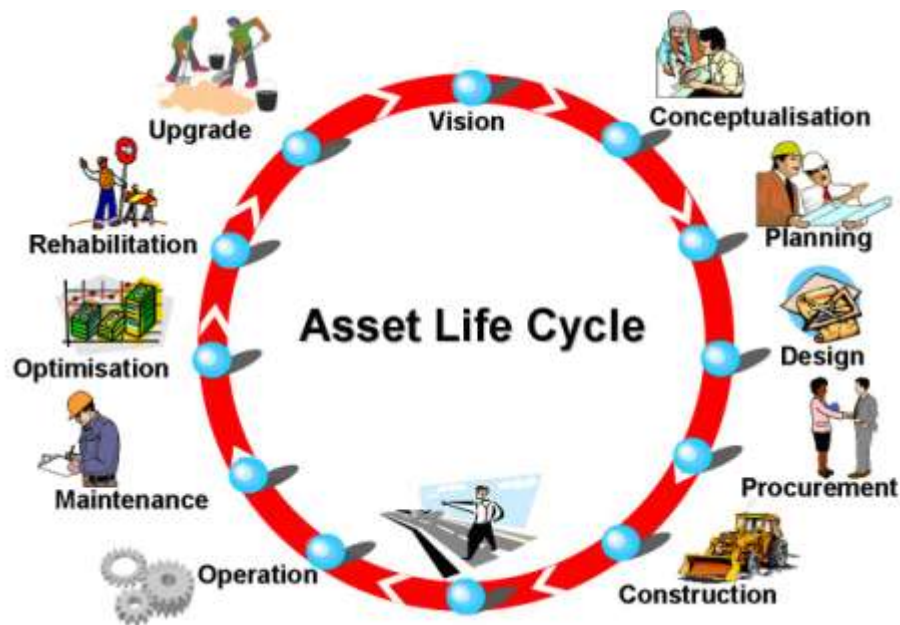 Vision
Conceptualisation
Planning
Design
Procurement
Construction
Operation
Maintenance
Optimisation
Rehabilitation
Upgrade
Asset Life Cycle